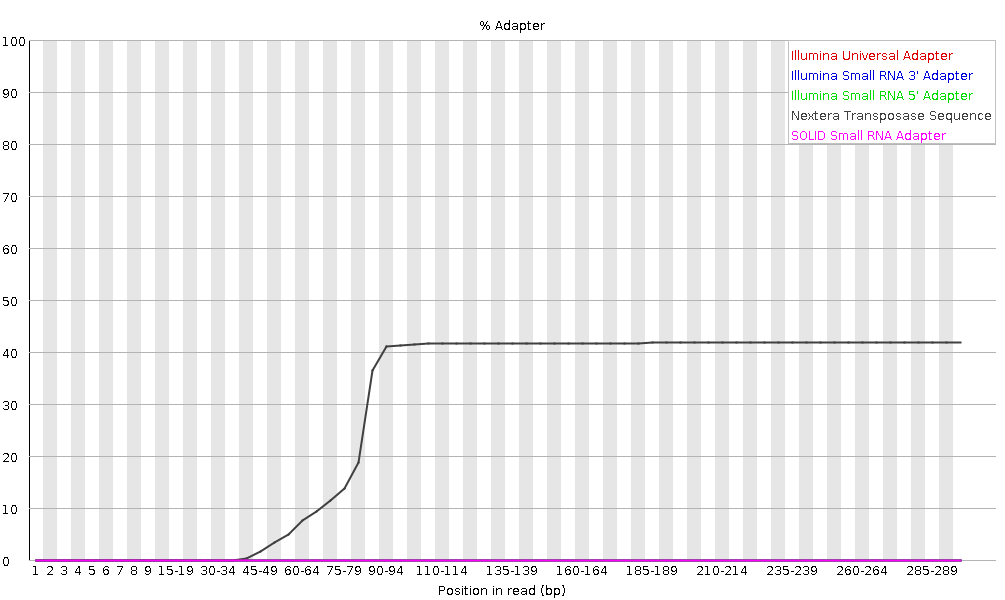 % Adapter
100
90
80
70
60
50
40
30
20
10
0
Illumina Universal Adapter
Illumina Small RNA 3' Adapter
Illumina Small RNA 5' Adapter
Nextera Transposase Sequence
SOLID Small RNA Adapter
1 2 3 4 5 6 7 8 9 15-19 30-34 45-49 60-64 75-79 90-94 110-114 135-139 160-164 185-189 210-214 235-239 260-264 285-289
Position in read (bp)